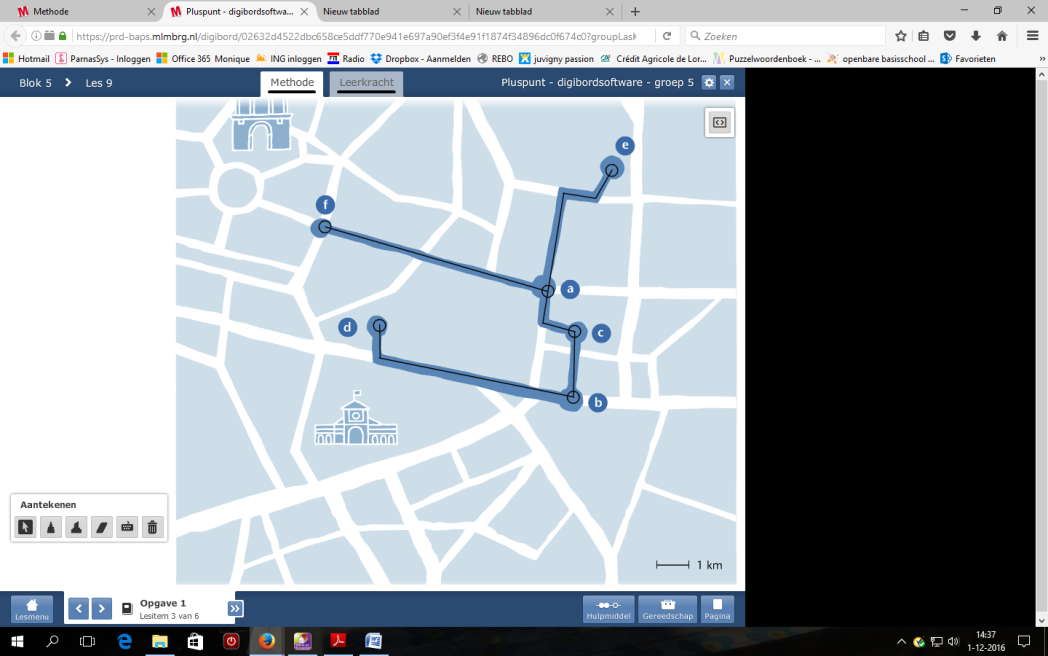 Methode
Pluspunt - digibordsoftwa...
Nieuw tabblad
Nieuw tabblad
https://prd-baps.mlmbrg.nl/digibord/02632d4522dbc658ce5ddf770e941e697a90ef3f4e91f1874f34896dc0f674c0?groupLask
Zoeken
Hotmail
ParnasSys - Inloggen
Office 365 Monique
ING inloggen
Radio
Dropbox - Aanmelden
REBO
juvigny passion
Crédit Agricole de Lor...
Puzzelwoordenboek - ...
openbare basisschool ...
Favorieten
Blok 5 > Les 9
Methode
Leerkracht
Pluspunt - digibordsoftware - groep 5
e
f
a
d
c
b
Aantekenen
1 km
Lesmenu
Opgave 1
Lesitem 3 van 6
Hulpmiddel
Gereedschap
Pagina
14:37
1-12-2016